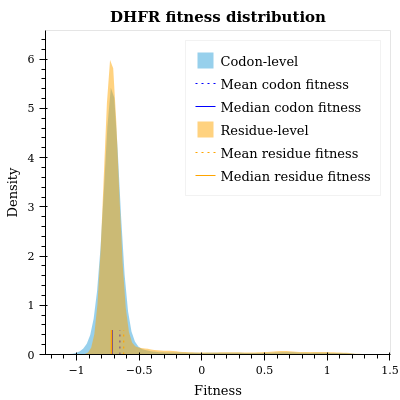 DHFR fitness distribution
Codon-level
Mean codon fitness
Median codon fitness
Residue-level
Mean residue fitness
Median residue fitness
Density
6
5
4
3
2
1
0
−1 −0.5 0 0.5 1 1.5
Fitness